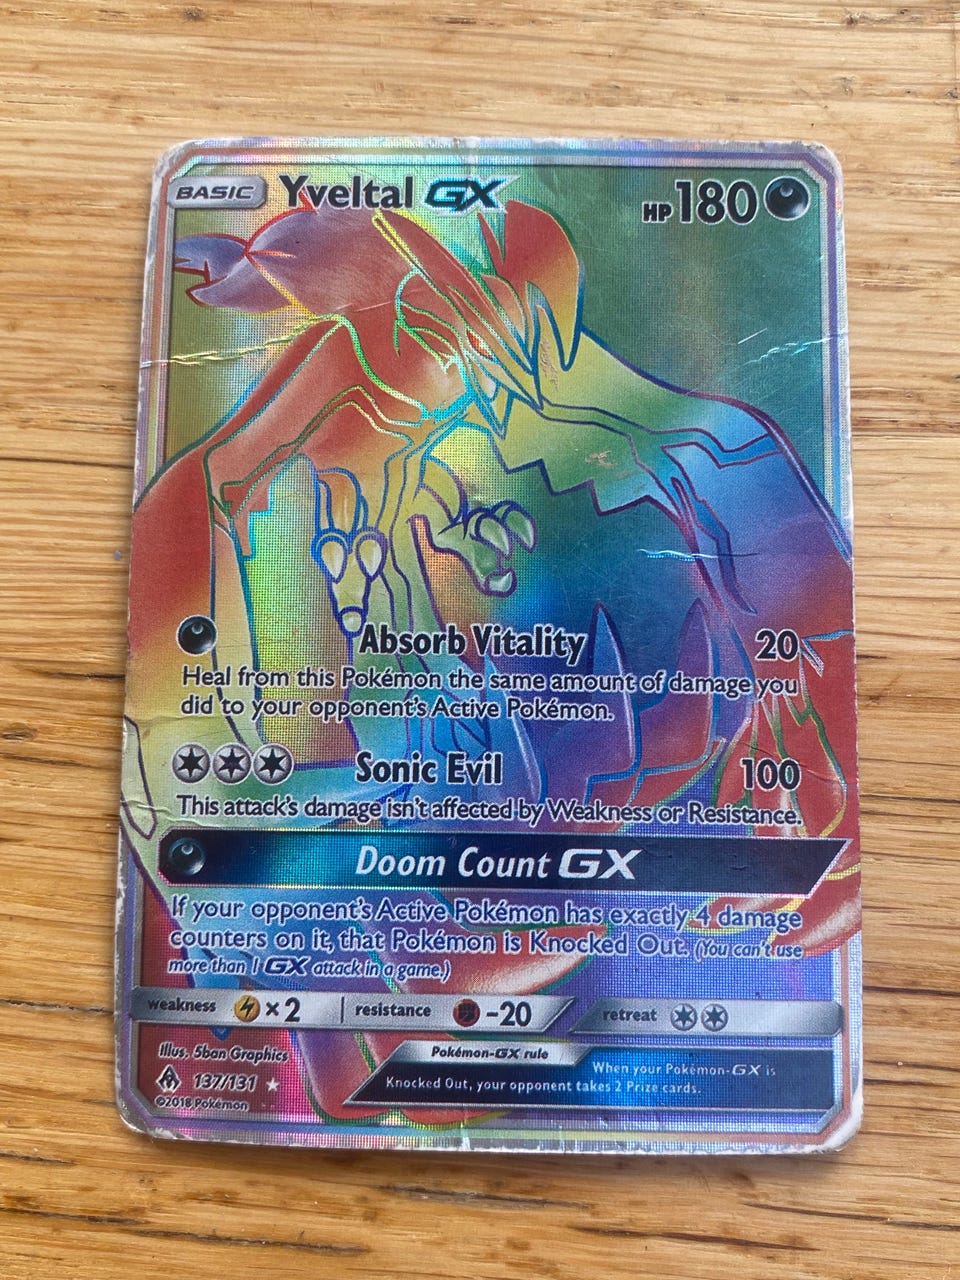 BASIC Yveltal GX HP 180
Absorb Vitality 20
Heal from this Pokémon the same amount of damage you
did to your opponent's Active Pokémon.
Sonic Evil 100
This attack's damage isn't affected by Weakness or Resistance.
Doom Count GX
If your opponent's Active Pokémon has exactly 4 damage
counters on it, that Pokémon is Knocked Out. (You can't use
more than 1 GX attack in a game.)
weakness ×2 resistance -20 retreat
Illus. 5ban Graphics
137/131
©2018 Pokémon
Pokémon-GX rule
When your Pokémon-GX is
Knocked Out, your opponent takes 2 Prize cards.